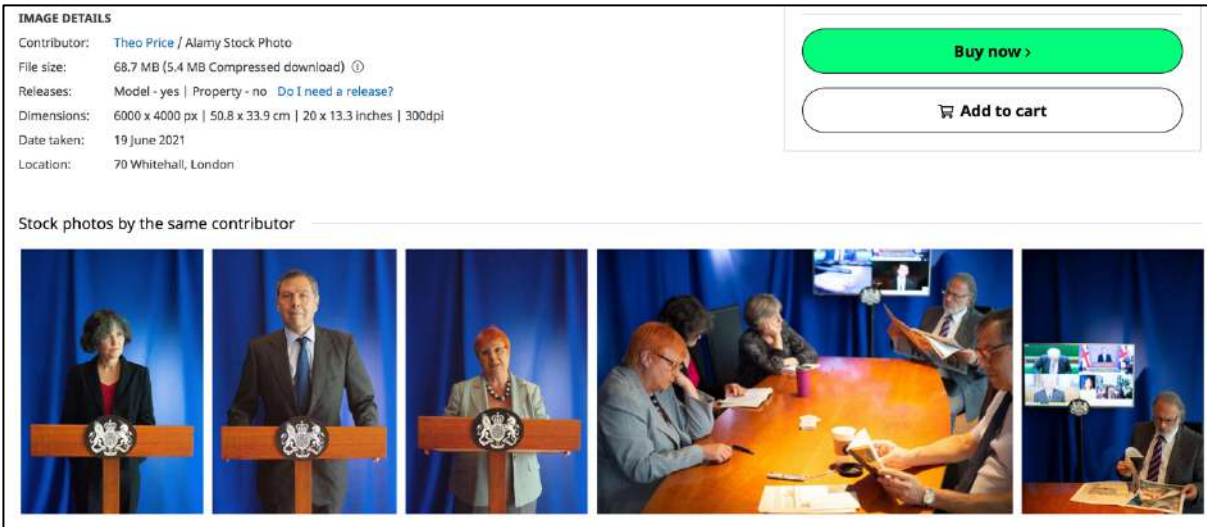 IMAGE DETAILS
Contributor: Theo Price / Alamy Stock Photo
File size: 68.7 MB (5.4 MB Compressed download) ⓘ
Releases: Model - yes | Property - no Do I need a release?
Dimensions: 6000 x 4000 px | 50.8 x 33.9 cm | 20 x 13.3 inches | 300dpi
Date taken: 19 June 2021
Location: 70 Whitehall, London
Buy now ›
Add to cart
Stock photos by the same contributor